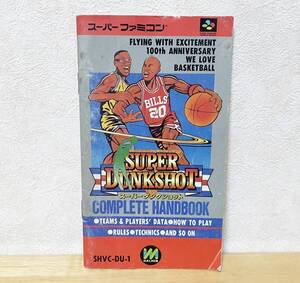 スーパーファミコン
FLYING WITH EXCITEMENT
100th ANNIVERSARY
WE LOVE
BASKETBALL
BILLS
20
SUPER
DUNKSHOT
スーパーダンクショット
COMPLETE HANDBOOK
●TEAMS & PLAYERS' DATA●HOW TO PLAY
●RULES●TECHNICS●AND SO ON
SHVC-DU-1